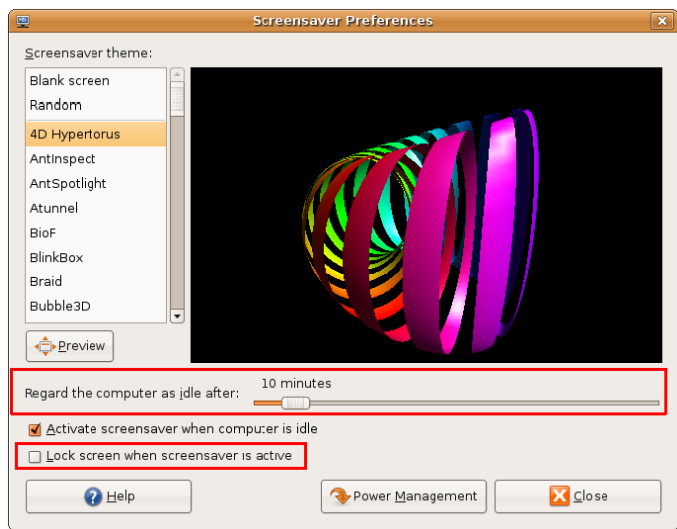 Screensaver Preferences
Screensaver theme:
Blank screen
Random
4D Hypertorus
AntInspect
AntSpotlight
Atunnel
BioF
BlinkBox
Braid
Bubble3D
Preview
10 minutes
Regard the computer as idle after:
Activate screensaver when computer is idle
Lock screen when screensaver is active
Help Power Management Close